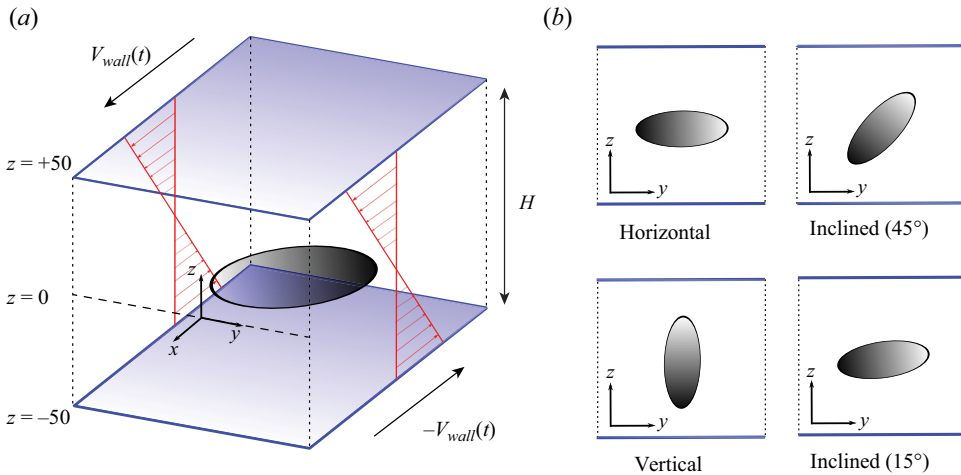 (a)
V_wall(t)
z = +50
H
z
z = 0
y
x
z = –50
–V_wall(t)
(b)
z
y
Horizontal
z
y
Inclined (45°)
z
y
Vertical
z
y
Inclined (15°)